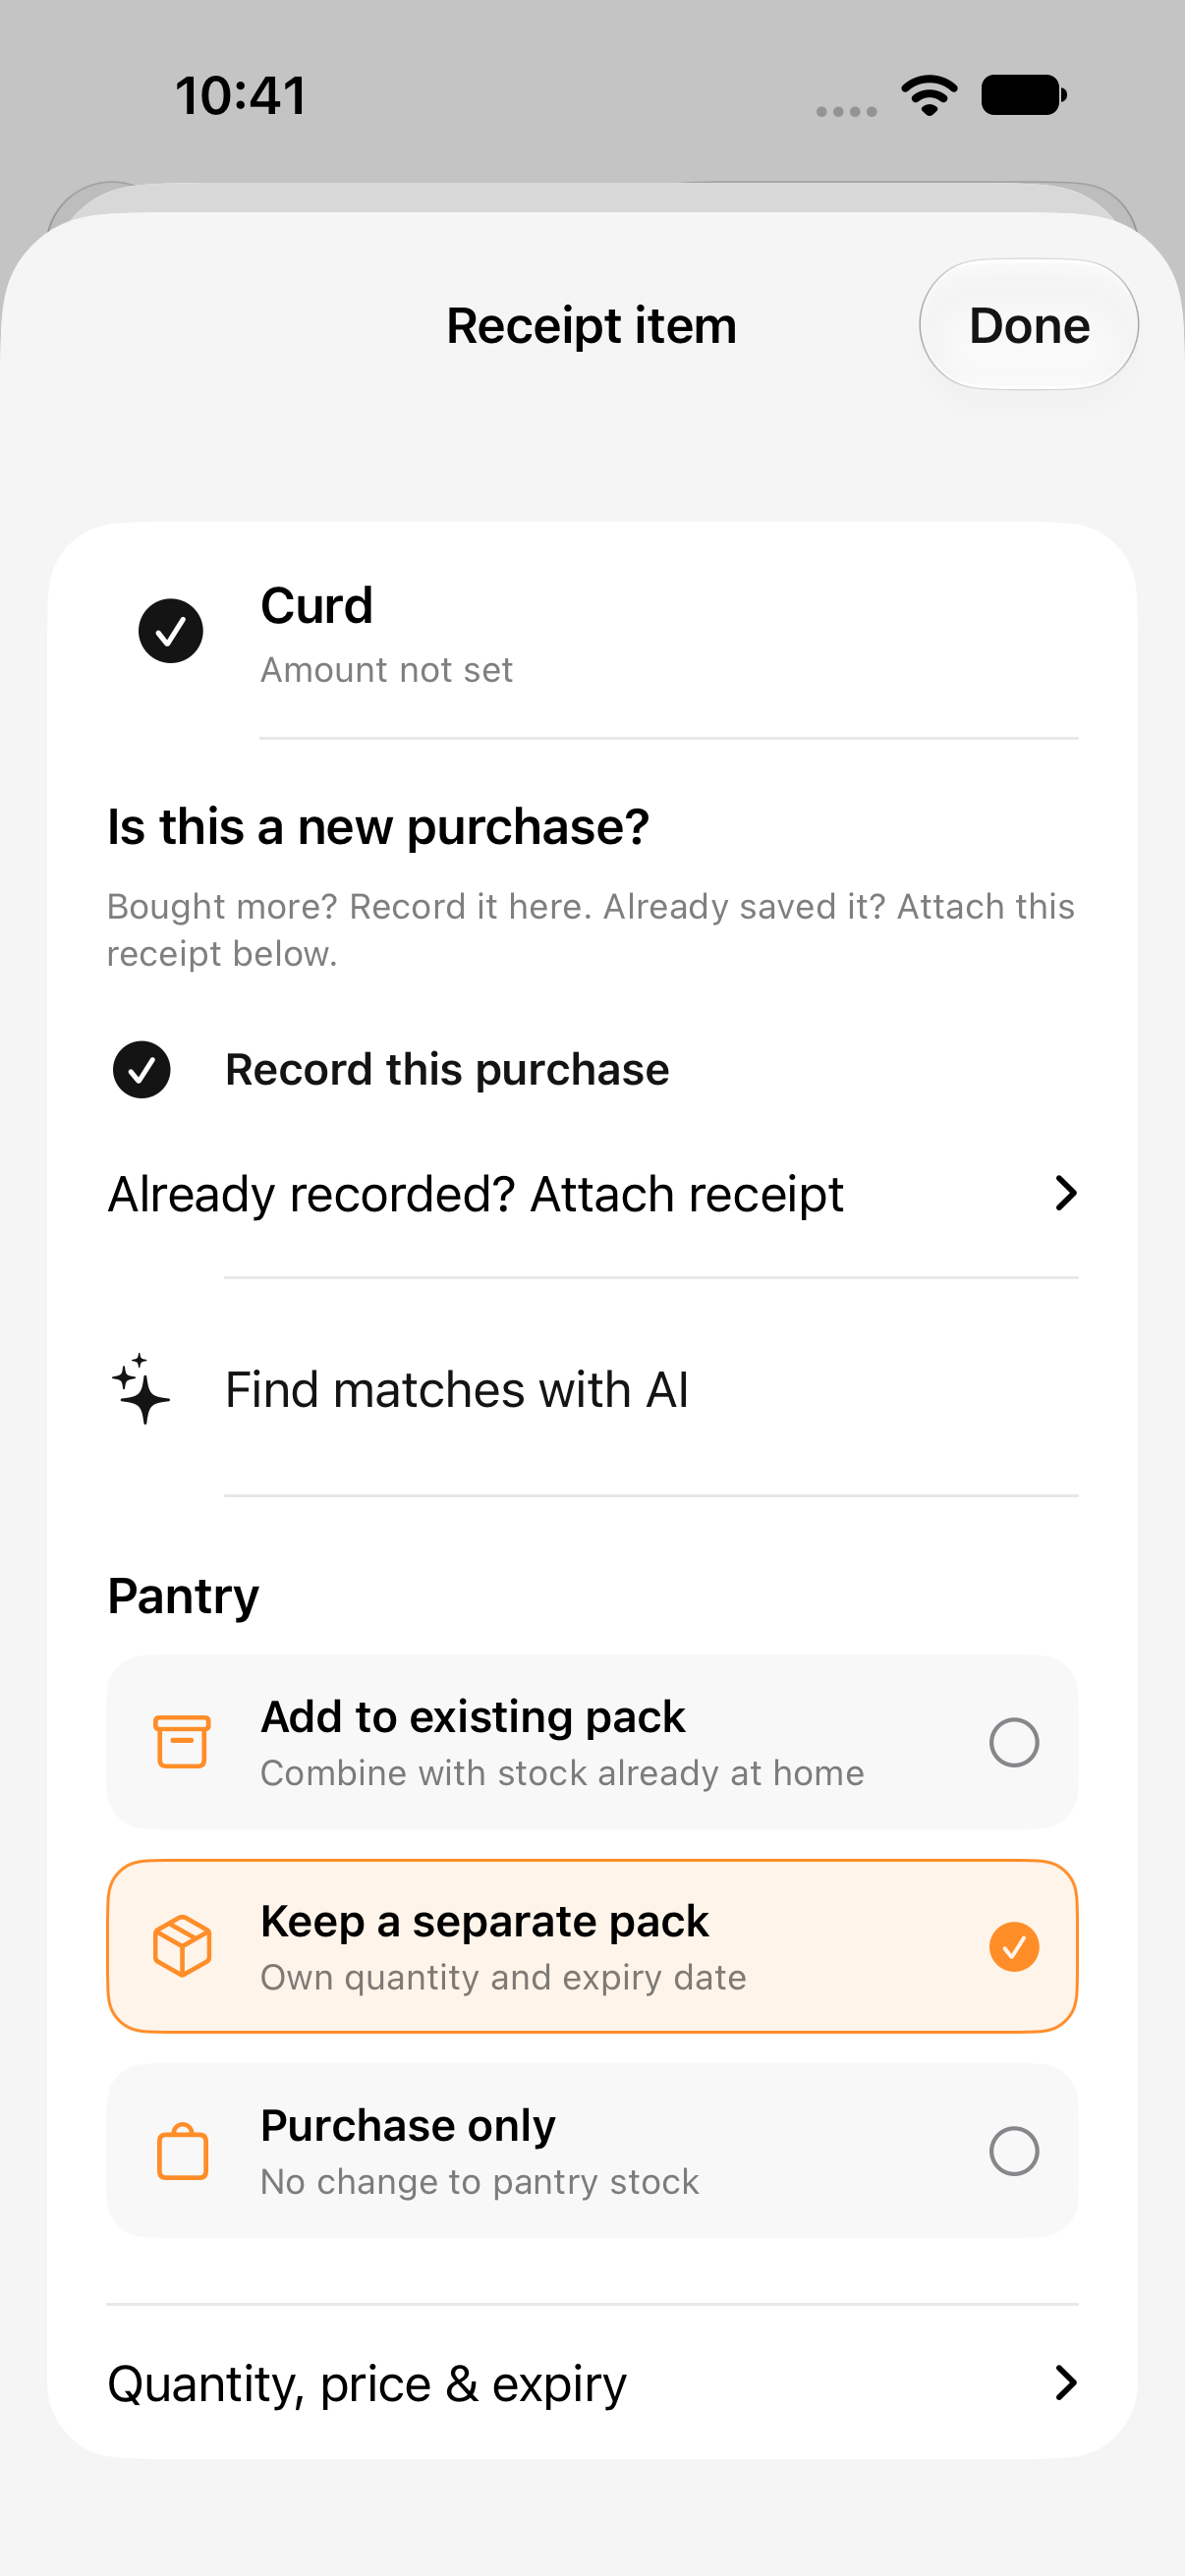 10:41
Receipt item
Done
Curd
Amount not set
Is this a new purchase?
Bought more? Record it here. Already saved it? Attach this
receipt below.
Record this purchase
Already recorded? Attach receipt
Find matches with AI
Pantry
Add to existing pack
Combine with stock already at home
Keep a separate pack
Own quantity and expiry date
Purchase only
No change to pantry stock
Quantity, price & expiry